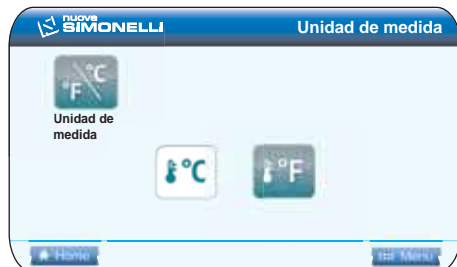 nuova
SIMONELLI
Unidad de medida
°F/°C
Unidad de
medida
°C
°F
Home
Menu